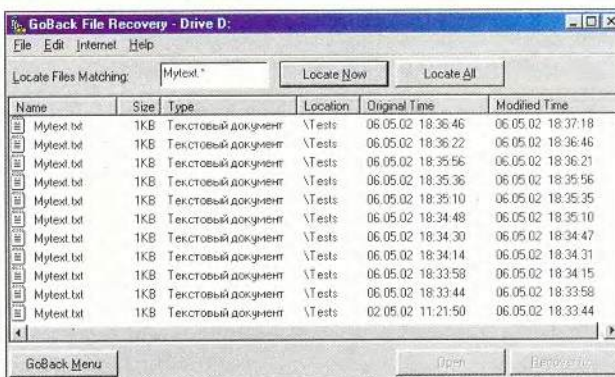 GoBack File Recovery - Drive D:
File Edit Internet Help
Locate Files Matching: Mytext.* Locate Now Locate All
Name Size Type Location Original Time Modified Time
Mytext.txt 1KB Текстовый документ \Tests 06.05.02 18:36:46 06.05.02 18:37:18
Mytext.txt 1KB Текстовый документ \Tests 06.05.02 18:36:22 06.05.02 18:36:46
Mytext.txt 1KB Текстовый документ \Tests 06.05.02 18:35:56 06.05.02 18:36:21
Mytext.txt 1KB Текстовый документ \Tests 06.05.02 18:35:36 06.05.02 18:35:56
Mytext.txt 1KB Текстовый документ \Tests 06.05.02 18:35:10 06.05.02 18:35:35
Mytext.txt 1KB Текстовый документ \Tests 06.05.02 18:34:48 06.05.02 18:35:10
Mytext.txt 1KB Текстовый документ \Tests 06.05.02 18:34:30 06.05.02 18:34:47
Mytext.txt 1KB Текстовый документ \Tests 06.05.02 18:34:14 06.05.02 18:34:31
Mytext.txt 1KB Текстовый документ \Tests 06.05.02 18:33:58 06.05.02 18:34:15
Mytext.txt 1KB Текстовый документ \Tests 06.05.02 18:33:44 06.05.02 18:33:58
Mytext.txt 1KB Текстовый документ \Tests 02.05.02 11:21:50 06.05.02 18:33:44
GoBack Menu Open